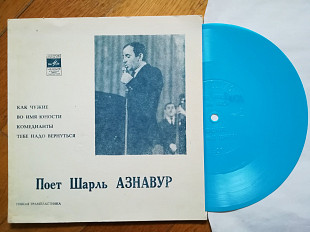 КАК ЧУЖИЕ
ВО ИМЯ ЮНОСТИ
КОМЕДИАНТЫ
ТЕБЕ НАДО ВЕРНУТЬСЯ
Поет Шарль АЗНАВУР
ГИБКАЯ ГРАМПЛАСТИНКА